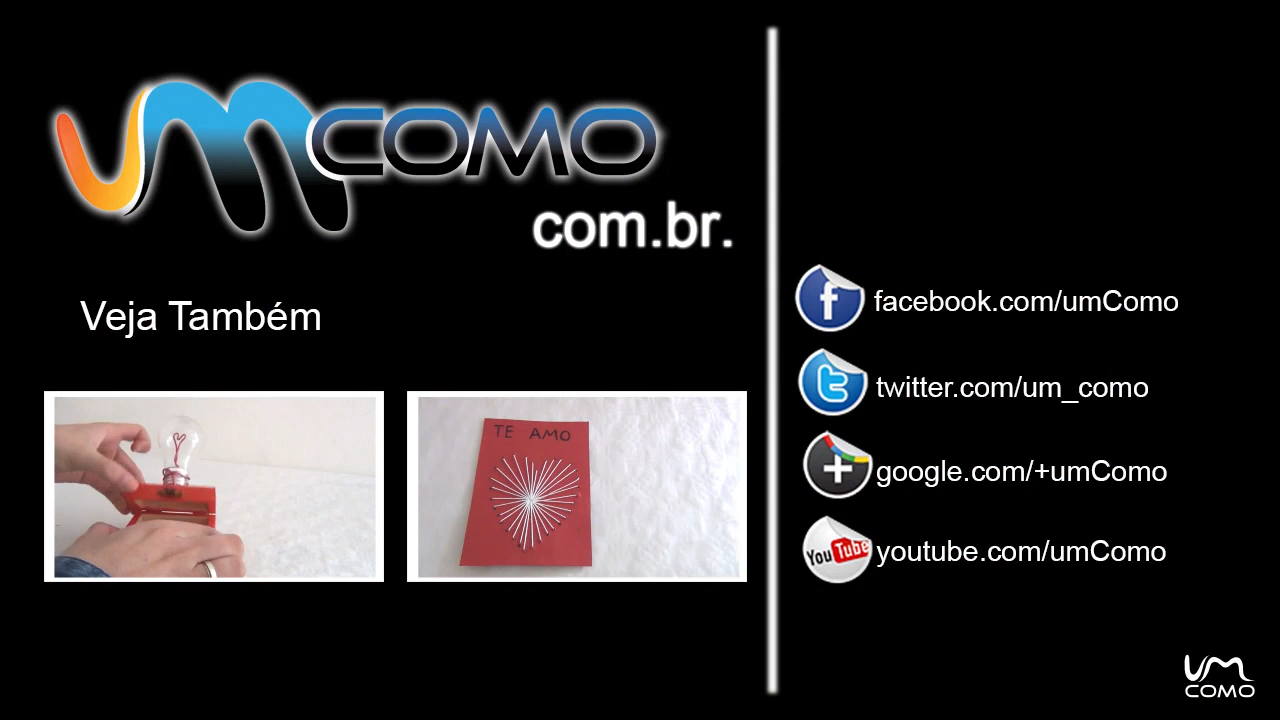 umCOMO
com.br.
Veja Também
TE AMO
f
facebook.com/umComo
t
twitter.com/um_como
+
google.com/+umComo
You Tube
youtube.com/umComo
um
COMO